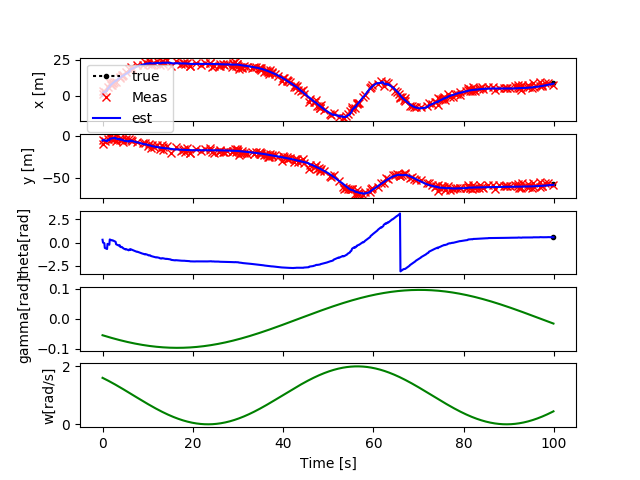 25
0
x [m]
true
Meas
est
0
−50
y [m]
2.5
0.0
−2.5
theta[rad]
0.1
0.0
−0.1
gamma[rad]
2
0
w[rad/s]
0 20 40 60 80 100
Time [s]